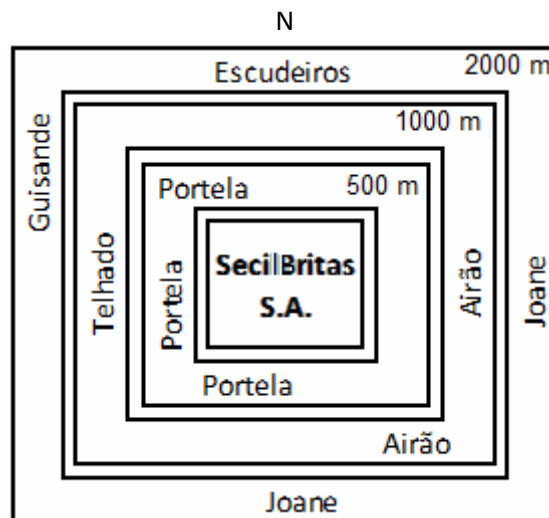 N
Escudeiros
2000 m
1000 m
Guisande
Portela
500 m
Telhado
Portela
SecilBritas
S.A.
Airão
Joane
Portela
Airão
Joane